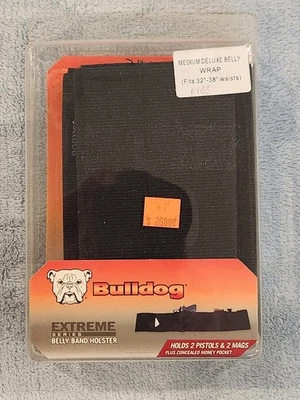 MEDIUM DELUXE BELLY
WRAP
(Fits 32"-38" waists)
Bulldog
EXTREME
SERIES
BELLY BAND HOLSTER
HOLDS 2 PISTOLS & 2 MAGS
PLUS CONCEALED MONEY POCKET